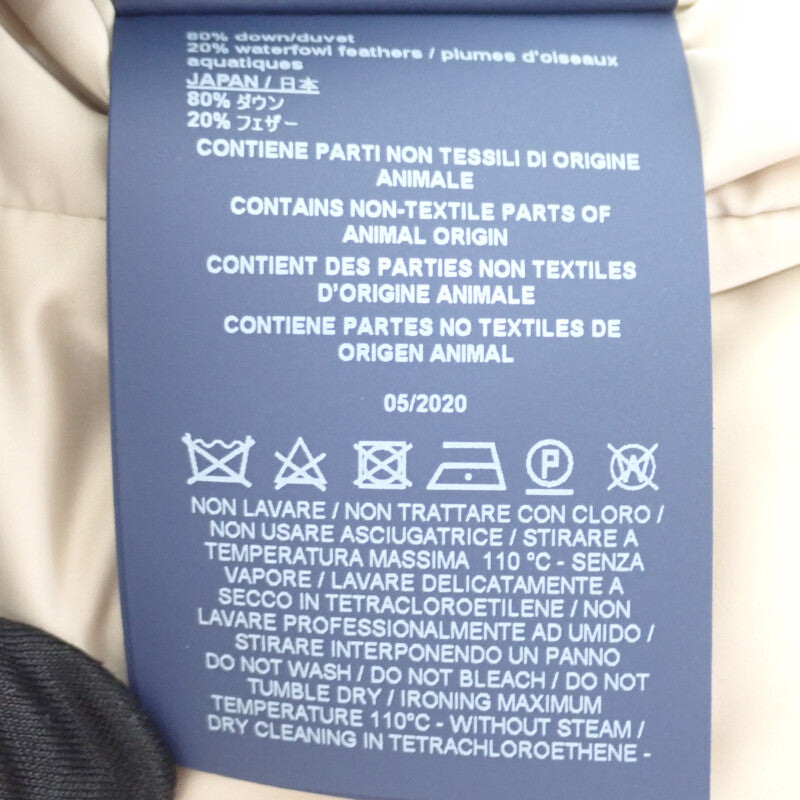 80% down/duvet
20% waterfowl feathers / plumes d'oiseaux
aquatiques
JAPAN / 日本
80% ダウン
20% フェザー
CONTIENE PARTI NON TESSILI DI ORIGINE
ANIMALE
CONTAINS NON-TEXTILE PARTS OF
ANIMAL ORIGIN
CONTIENT DES PARTIES NON TEXTILES
D'ORIGINE ANIMALE
CONTIENE PARTES NO TEXTILES DE
ORIGEN ANIMAL
05/2020
P W
NON LAVARE / NON TRATTARE CON CLORO /
NON USARE ASCIUGATRICE / STIRARE A
TEMPERATURA MASSIMA 110 ºC - SENZA
VAPORE / LAVARE DELICATAMENTE A
SECCO IN TETRACLOROETILENE / NON
LAVARE PROFESSIONALMENTE AD UMIDO /
STIRARE INTERPONENDO UN PANNO
DO NOT WASH / DO NOT BLEACH / DO NOT
TUMBLE DRY / IRONING MAXIMUM
TEMPERATURE 110°C - WITHOUT STEAM /
DRY CLEANING IN TETRACHLOROETHENE -